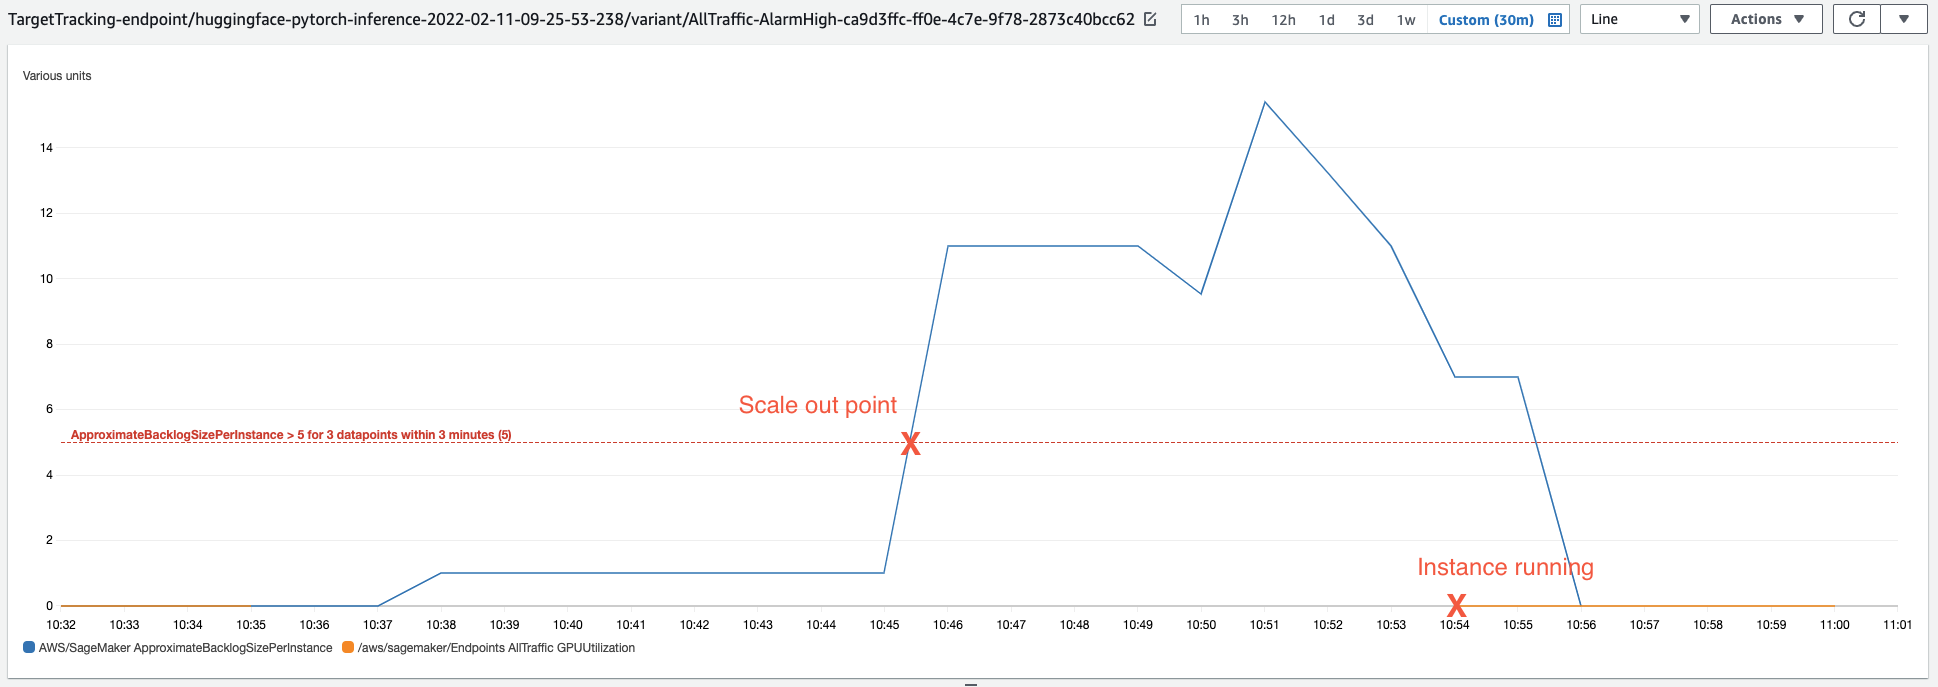 TargetTracking-endpoint/huggingface-pytorch-inference-2022-02-11-09-25-53-238/variant/AllTraffic-AlarmHigh-ca9d3ffc-ff0e-4c7e-9f78-2873c40bcc62
1h 3h 12h 1d 3d 1w Custom (30m) Line Actions
Various units
14
12
10
8
Scale out point
6
ApproximateBacklogSizePerInstance > 5 for 3 datapoints within 3 minutes (5)
X
4
2
Instance running
0
X
10:32 10:33 10:34 10:35 10:36 10:37 10:38 10:39 10:40 10:41 10:42 10:43 10:44 10:45 10:46 10:47 10:48 10:49 10:50 10:51 10:52 10:53 10:54 10:55 10:56 10:57 10:58 10:59 11:00 11:01
AWS/SageMaker ApproximateBacklogSizePerInstance /aws/sagemaker/Endpoints AllTraffic GPUUtilization